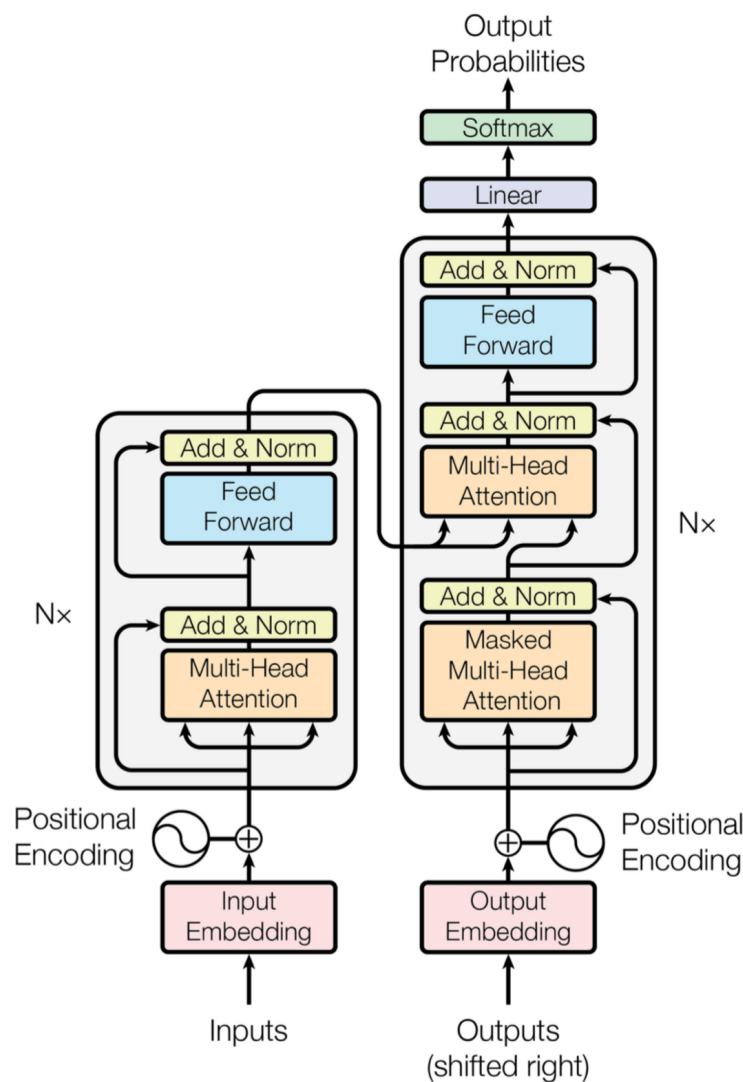 Output
Probabilities
Softmax
Linear
Add & Norm
Feed
Forward
Add & Norm
Multi-Head
Attention
Nx
Add & Norm
Masked
Multi-Head
Attention
Add & Norm
Feed
Forward
Nx
Add & Norm
Multi-Head
Attention
Positional
Encoding
Positional
Encoding
Input
Embedding
Output
Embedding
Inputs
Outputs
(shifted right)